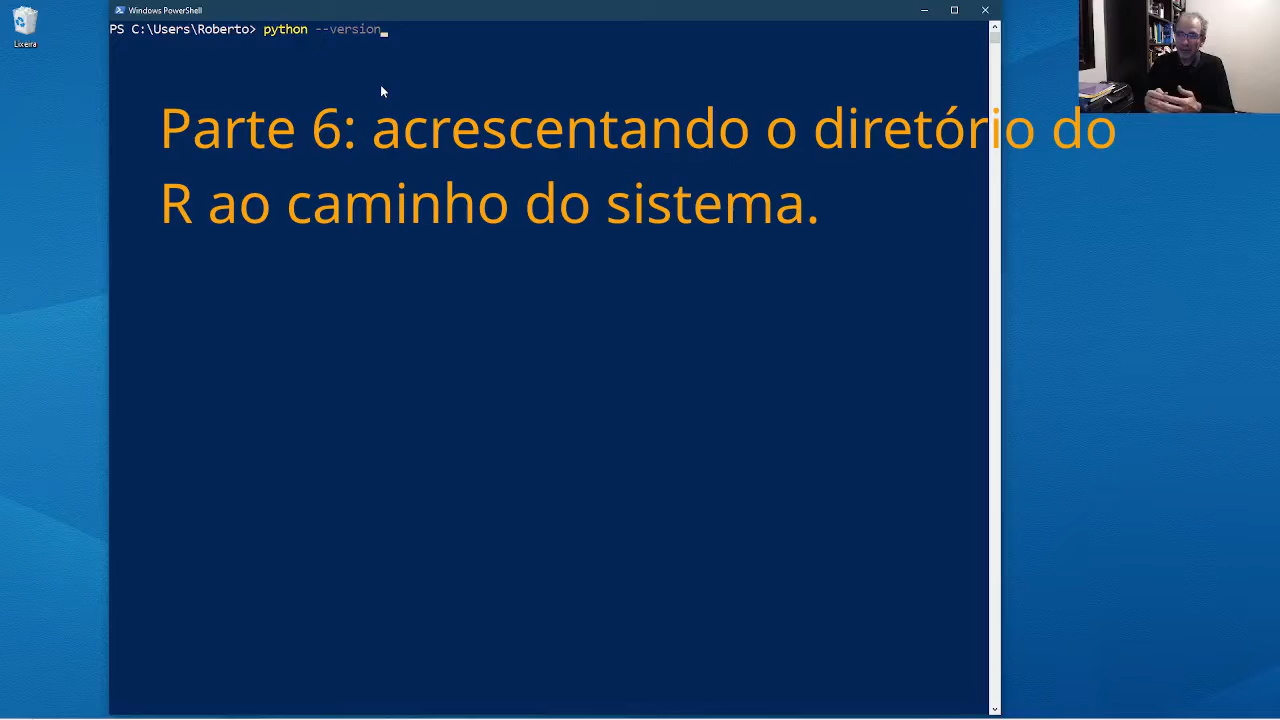 Windows PowerShell
PS C:\Users\Roberto> python --version
Lixeira
Parte 6: acrescentando o diretório do
R ao caminho do sistema.